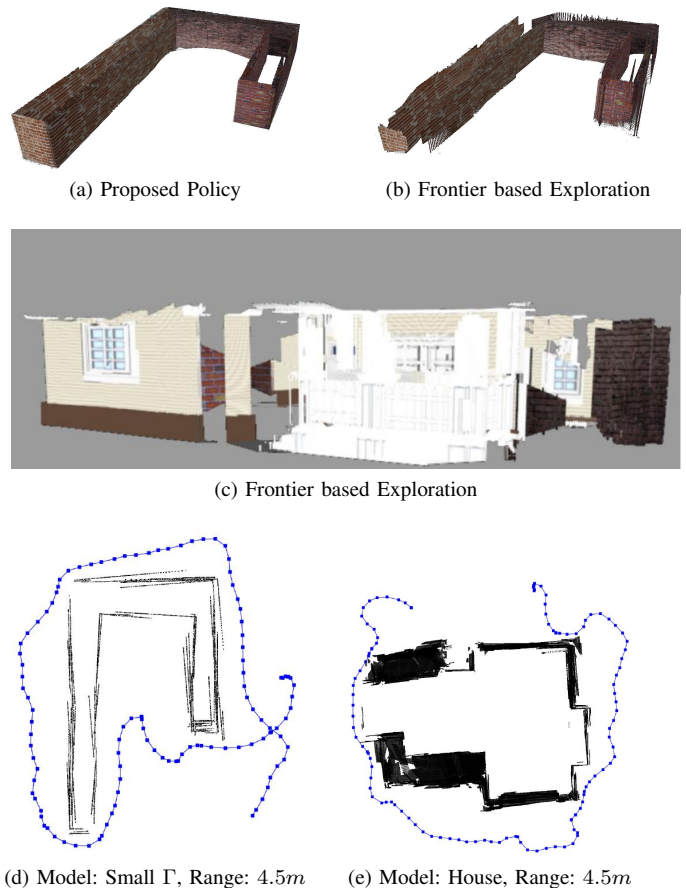 (a) Proposed Policy
(b) Frontier based Exploration
(c) Frontier based Exploration
(d) Model: Small Γ, Range: 4.5m
(e) Model: House, Range: 4.5m